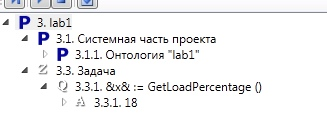 P 3. lab1
P 3.1. Системная часть проекта
P 3.1.1. Онтология "lab1"
Z 3.3. Задача
Q 3.3.1. &x& := GetLoadPercentage ()
A 3.3.1. 18